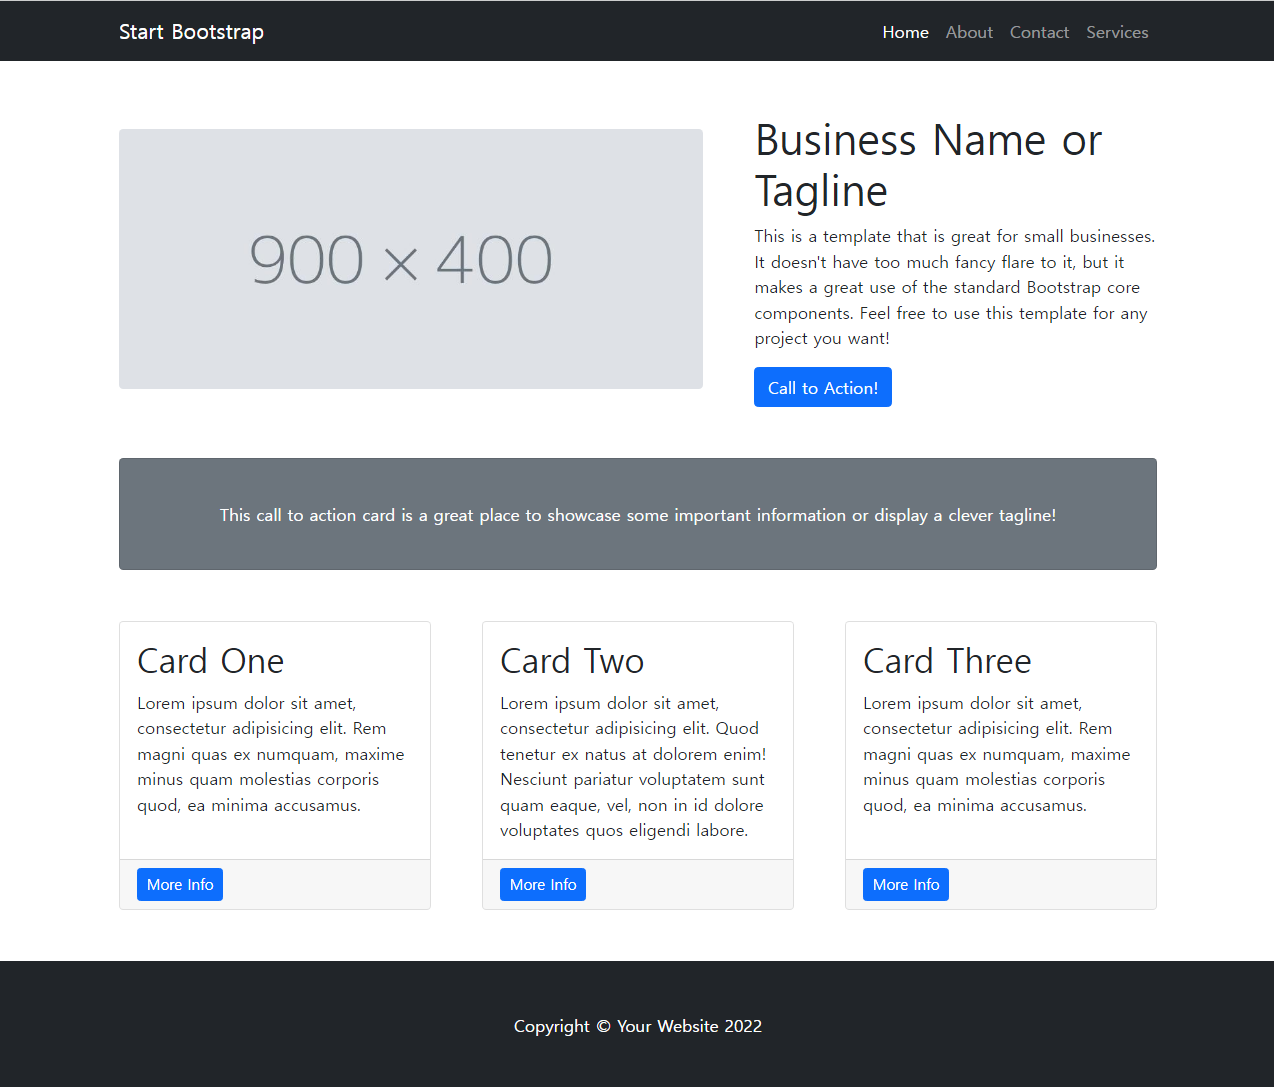 Start Bootstrap
Home About Contact Services
900 × 400
Business Name or
Tagline
This is a template that is great for small businesses.
It doesn't have too much fancy flare to it, but it
makes a great use of the standard Bootstrap core
components. Feel free to use this template for any
project you want!
Call to Action!
This call to action card is a great place to showcase some important information or display a clever tagline!
Card One
Lorem ipsum dolor sit amet,
consectetur adipisicing elit. Rem
magni quas ex numquam, maxime
minus quam molestias corporis
quod, ea minima accusamus.
More Info
Card Two
Lorem ipsum dolor sit amet,
consectetur adipisicing elit. Quod
tenetur ex natus at dolorem enim!
Nesciunt pariatur voluptatem sunt
quam eaque, vel, non in id dolore
voluptates quos eligendi labore.
More Info
Card Three
Lorem ipsum dolor sit amet,
consectetur adipisicing elit. Rem
magni quas ex numquam, maxime
minus quam molestias corporis
quod, ea minima accusamus.
More Info
Copyright © Your Website 2022